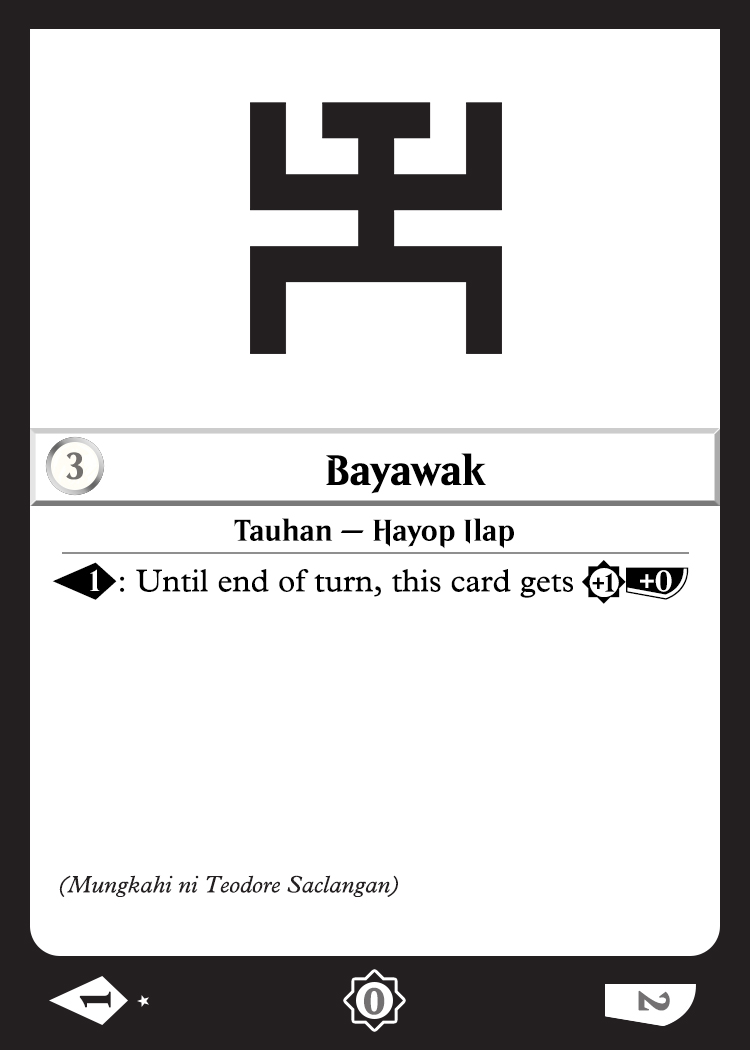 3
Bayawak
Tauhan — Hayop Ilap
1: Until end of turn, this card gets +1 +0
(Mungkahi ni Teodore Saclangan)
1 0 2